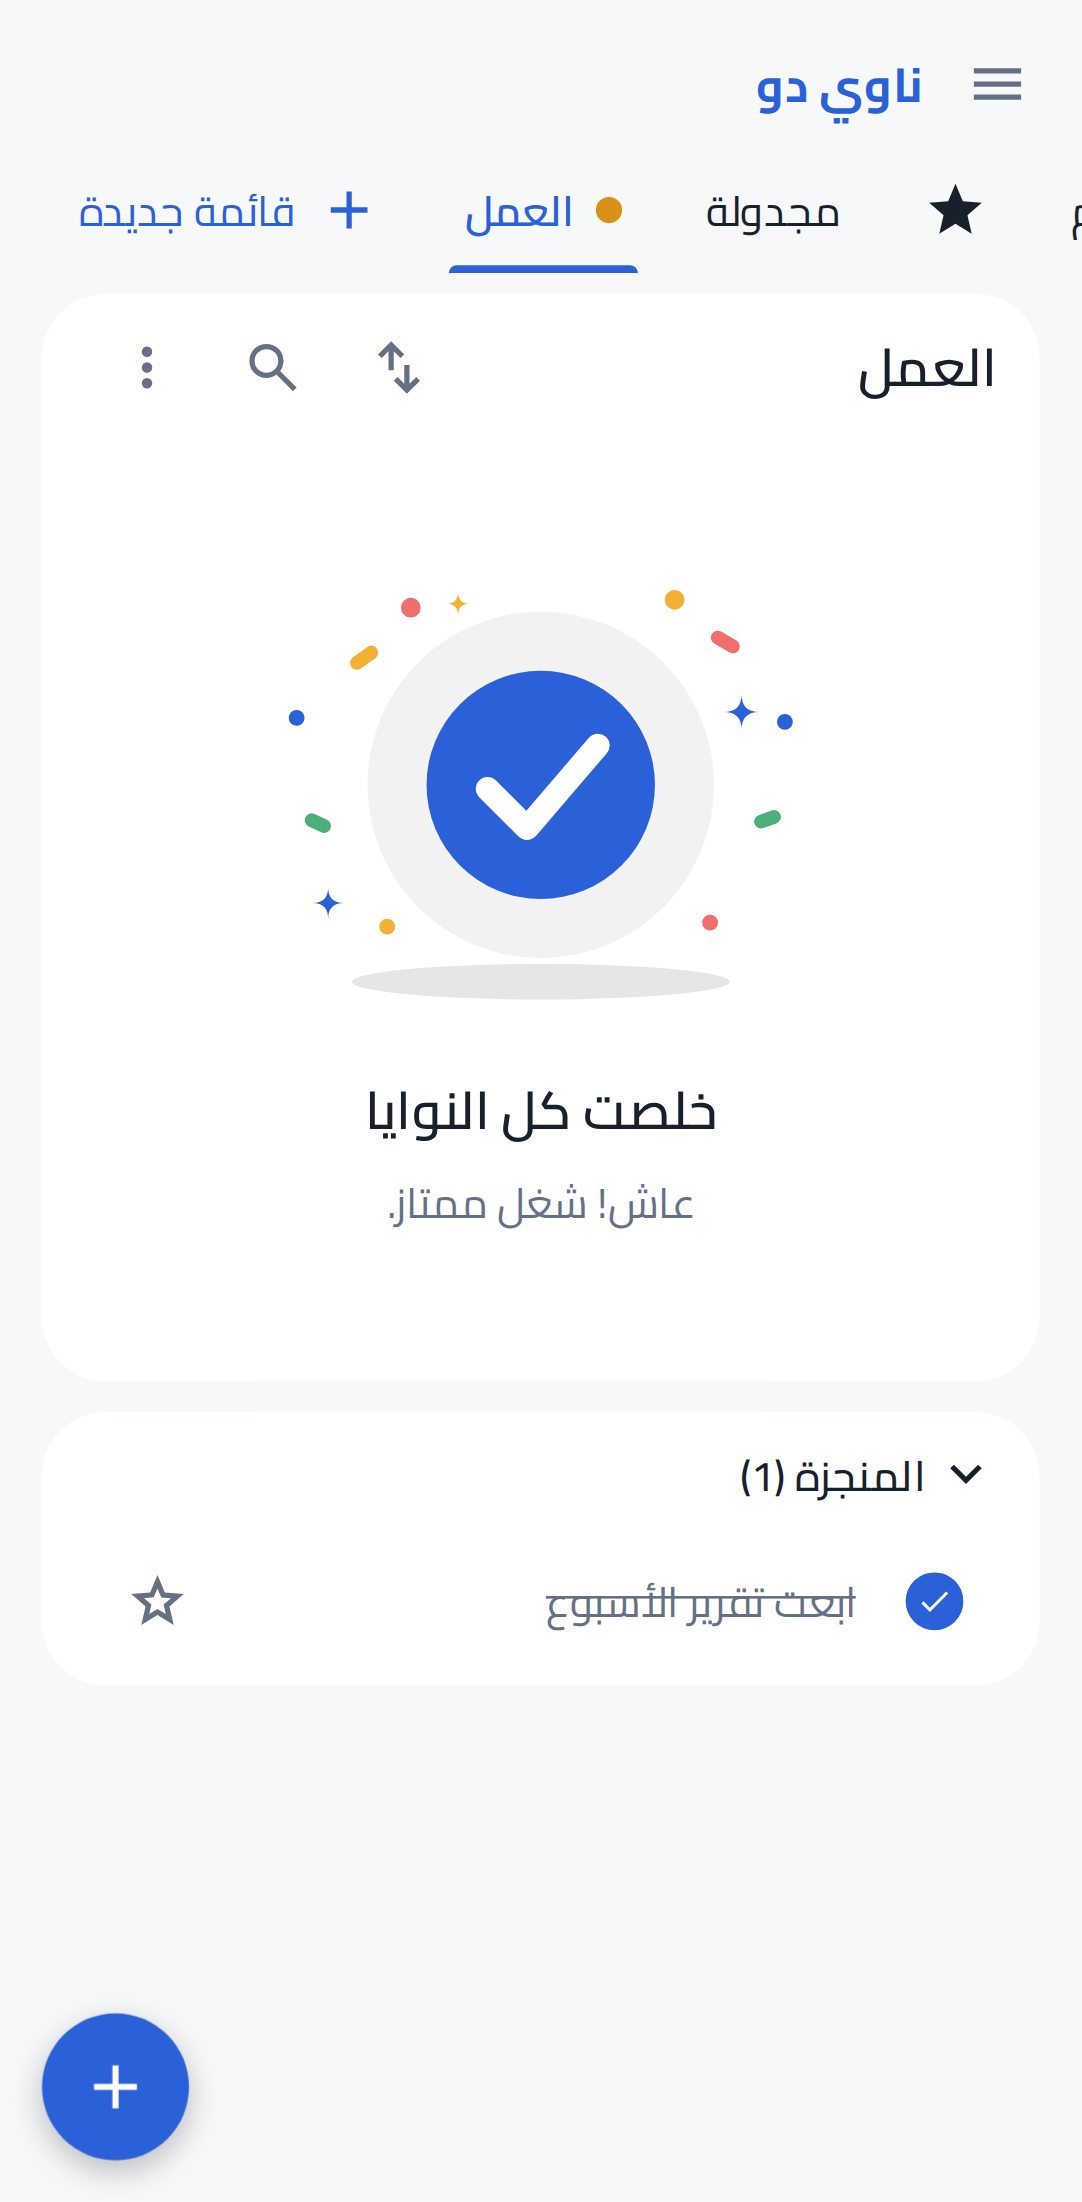 ناوي دو
مجدولة
العمل
قائمة جديدة
العمل
خلصت كل النوايا
عاش! شغل ممتاز.
المنجزة (1)
ابعت تقرير الأسبوع